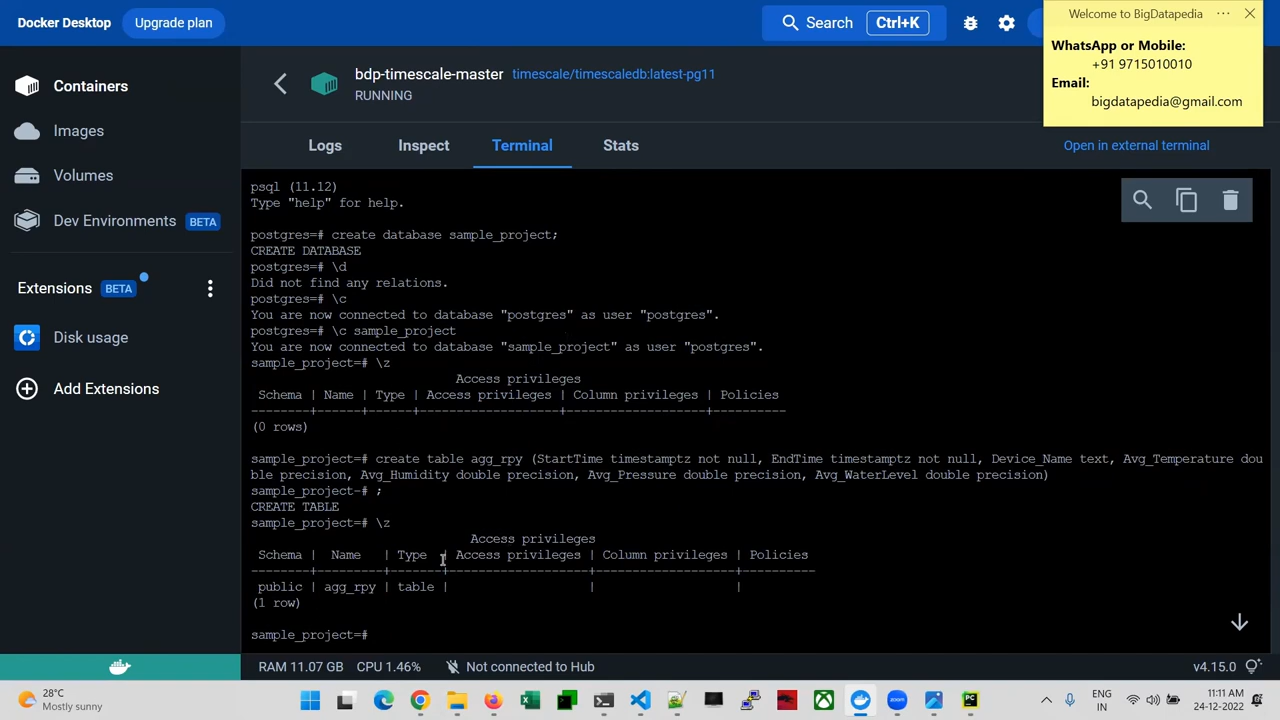 Docker Desktop
Upgrade plan
Search
Ctrl+K
Welcome to BigDatapedia
WhatsApp or Mobile:
+91 9715010010
Email:
bigdatapedia@gmail.com
Containers
Images
Volumes
Dev Environments BETA
Extensions BETA
Disk usage
Add Extensions
bdp-timescale-master timescale/timescaledb:latest-pg11
RUNNING
Logs Inspect Terminal Stats
Open in external terminal
psql (11.12)
Type "help" for help.
postgres=# create database sample_project;
CREATE DATABASE
postgres=# \d
Did not find any relations.
postgres=# \c
You are now connected to database "postgres" as user "postgres".
postgres=# \c sample_project
You are now connected to database "sample_project" as user "postgres".
sample_project=# \z
Access privileges
Schema | Name | Type | Access privileges | Column privileges | Policies
--------+------+------+-------------------+-------------------+----------
(0 rows)
sample_project=# create table agg_rpy (StartTime timestamptz not null, EndTime timestamptz not null, Device_Name text, Avg_Temperature dou
ble precision, Avg_Humidity double precision, Avg_Pressure double precision, Avg_WaterLevel double precision)
sample_project-# ;
CREATE TABLE
sample_project=# \z
Access privileges
Schema | Name | Type | Access privileges | Column privileges | Policies
--------+---------+-------+-------------------+-------------------+----------
public | agg_rpy | table | | |
(1 row)
sample_project=#
RAM 11.07 GB CPU 1.46% Not connected to Hub
v4.15.0
28°C
Mostly sunny
ENG
IN
11:11 AM
24-12-2022